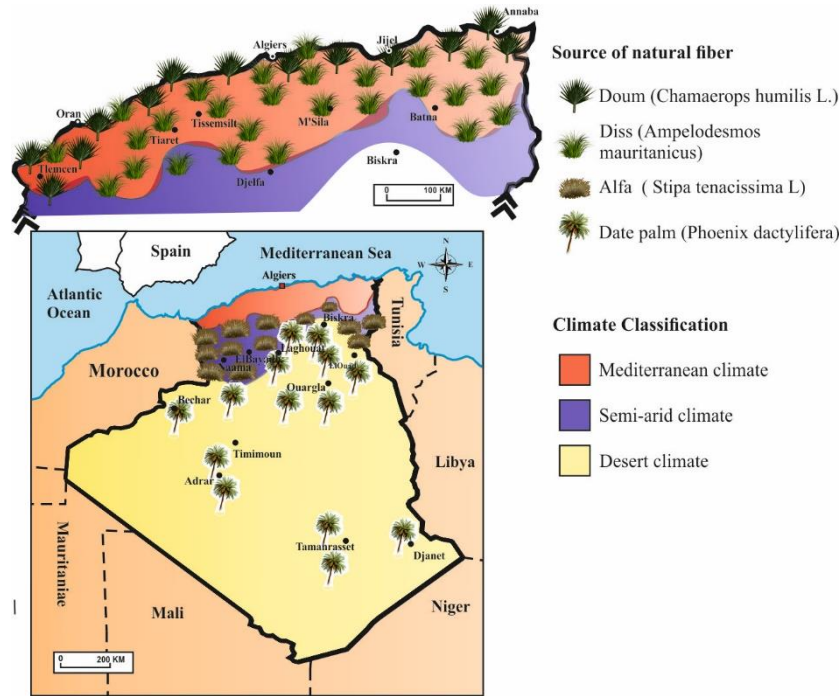 Annaba
Jijel
Algiers
Oran
Tissemsilt
Tiaret
M'Sila
Batna
Tlemcen
Djelfa
Biskra
0 100 KM
Source of natural fiber
Doum (Chamaerops humilis L.)
Diss (Ampelodesmos
mauritanicus)
Alfa ( Stipa tenacissima L)
Date palm (Phoenix dactylifera)
Climate Classification
Mediterranean climate
Semi-arid climate
Desert climate
Spain
Mediterranean Sea
N
W E
S
Atlantic
Ocean
Algiers
Tunisia
Biskra
Morocco
Laghouat
Naama
Ouargla
Bechar
Timimoun
Adrar
Libya
Mauritaniae
Tamanrasset
Djanet
Mali
Niger
0 200 KM